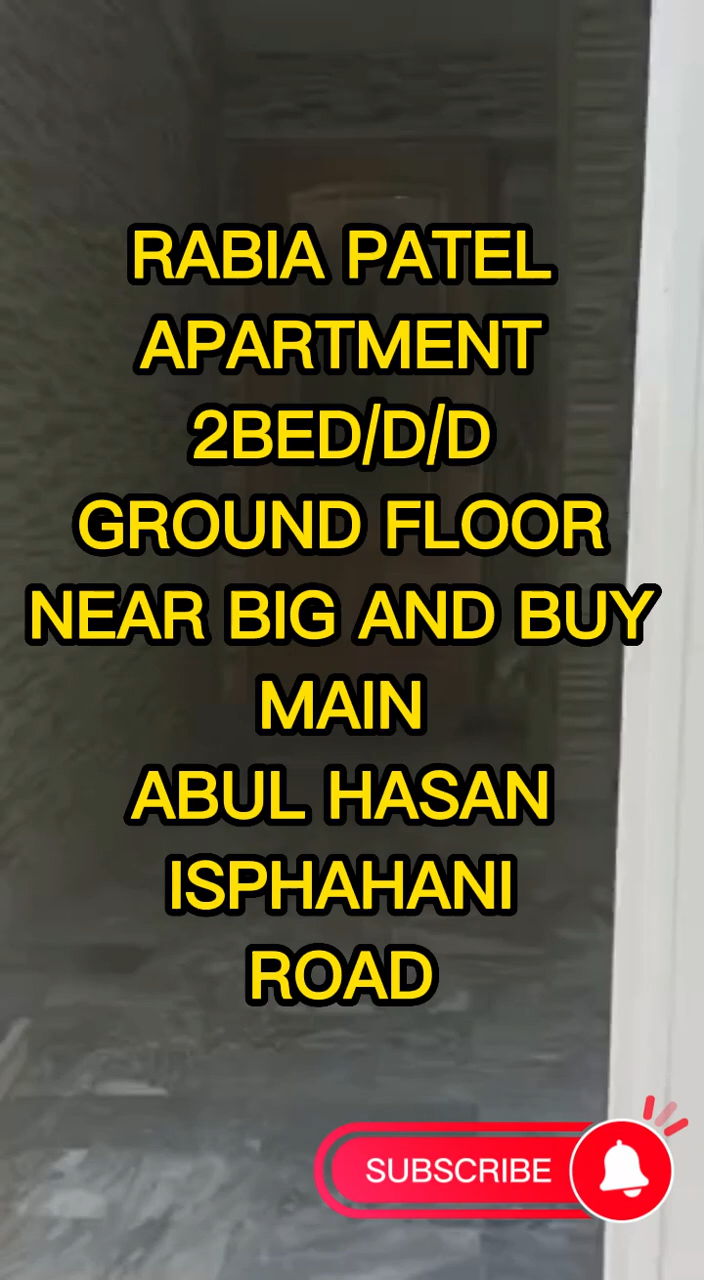 RABIA PATEL
APARTMENT
2BED/D/D
GROUND FLOOR
NEAR BIG AND BUY
MAIN
ABUL HASAN
ISPHAHANI
ROAD
SUBSCRIBE